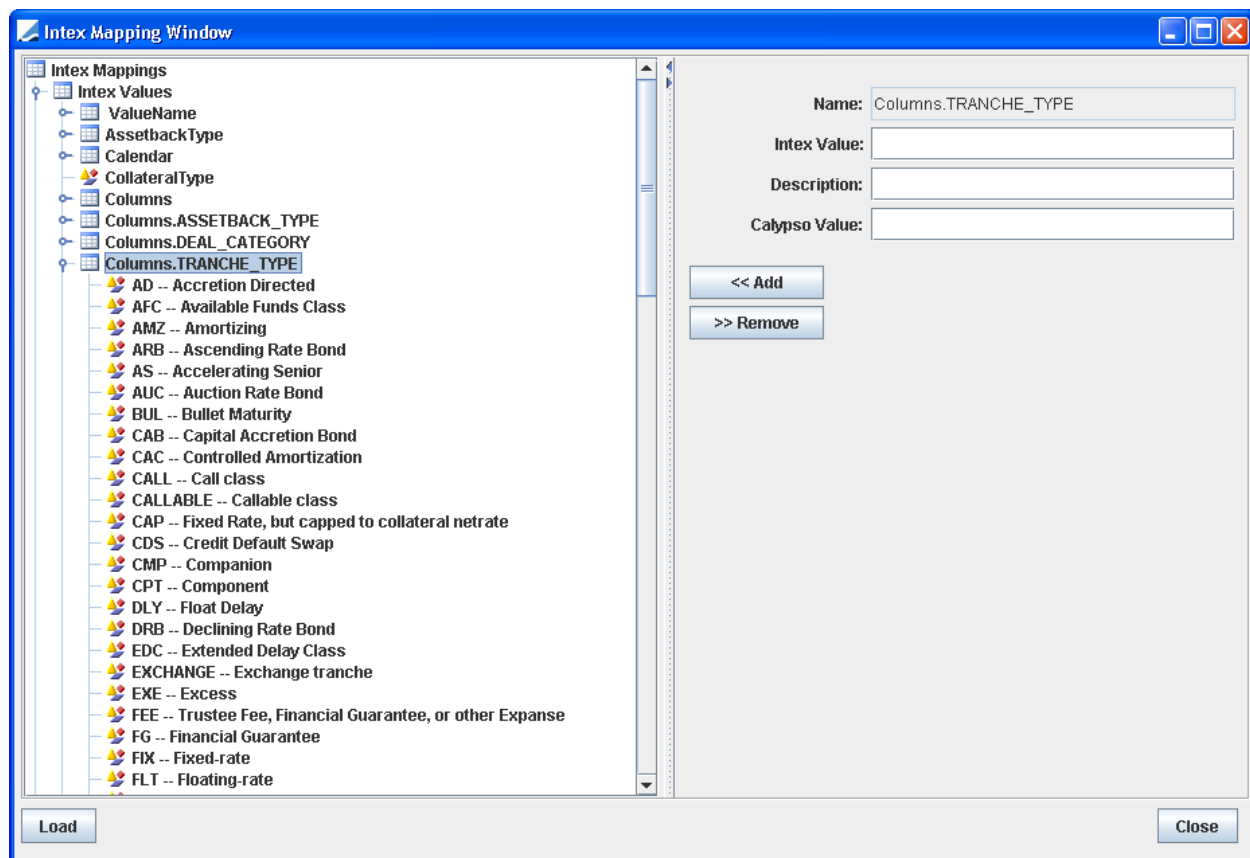 Intex Mapping Window
Intex Mappings
Intex Values
ValueName
AssetbackType
Calendar
CollateralType
Columns
Columns.ASSETBACK_TYPE
Columns.DEAL_CATEGORY
Columns.TRANCHE_TYPE
AD -- Accretion Directed
AFC -- Available Funds Class
AMZ -- Amortizing
ARB -- Ascending Rate Bond
AS -- Accelerating Senior
AUC -- Auction Rate Bond
BUL -- Bullet Maturity
CAB -- Capital Accretion Bond
CAC -- Controlled Amortization
CALL -- Call class
CALLABLE -- Callable class
CAP -- Fixed Rate, but capped to collateral netrate
CDS -- Credit Default Swap
CMP -- Companion
CPT -- Component
DLY -- Float Delay
DRB -- Declining Rate Bond
EDC -- Extended Delay Class
EXCHANGE -- Exchange tranche
EXE -- Excess
FEE -- Trustee Fee, Financial Guarantee, or other Expanse
FG -- Financial Guarantee
FIX -- Fixed-rate
FLT -- Floating-rate
Name: Columns.TRANCHE_TYPE
Intex Value:
Description:
Calypso Value:
<< Add
>> Remove
Load
Close